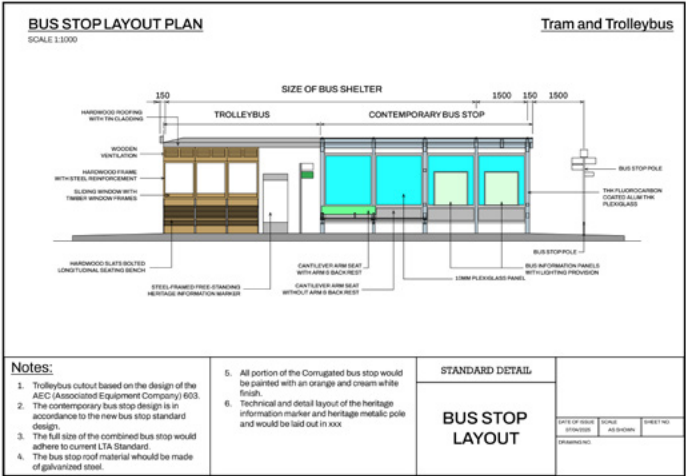 BUS STOP LAYOUT PLAN
SCALE 1:1000
Tram and Trolleybus
SIZE OF BUS SHELTER
150
1500
150
1500
TROLLEYBUS
CONTEMPORARY BUS STOP
HARDWOOD ROOFING
WITH TIN CLADDING
WOODEN
VENTILATION
HARDWOOD FRAME
WITH STEEL REINFORCEMENT
SLIDING WINDOW WITH
TIMBER WINDOW FRAMES
BUS STOP POLE
THK FLUROCARBON
COATED ALUM THK
PLEXIGLASS
BUS STOP POLE
HARDWOOD SLATS BOLTED
LONGITUDINAL SEATING BENCH
STEEL-FRAMED FREE-STANDING
HERITAGE INFORMATION MARKER
CANTILEVER ARM SEAT
WITH ARM & BACK REST
CANTILEVER ARM SEAT
WITHOUT ARM & BACK REST
10MM PLEXIGLASS PANEL
BUS INFORMATION PANELS
WITH LIGHTING PROVISION
Notes:
1. Trolleybus cutout based on the design of the
AEC (Associated Equipment Company) 603.
2. The contemporary bus stop design is in
accordance to the new bus stop standard
design.
3. The full size of the combined bus stop would
adhere to current LTA Standard.
4. The bus stop roof material whould be made
of galvanized steel.
5. All portion of the Corrugated bus stop would
be painted with an orange and cream white
finish.
6. Technical and detail layout of the heritage
information marker and heritage metalic pole
and would be laid out in xxx
STANDARD DETAIL
BUS STOP
LAYOUT
DATE OF ISSUE
SCALE
AS SHOWN
SHEET NO.
DRAWING NO.